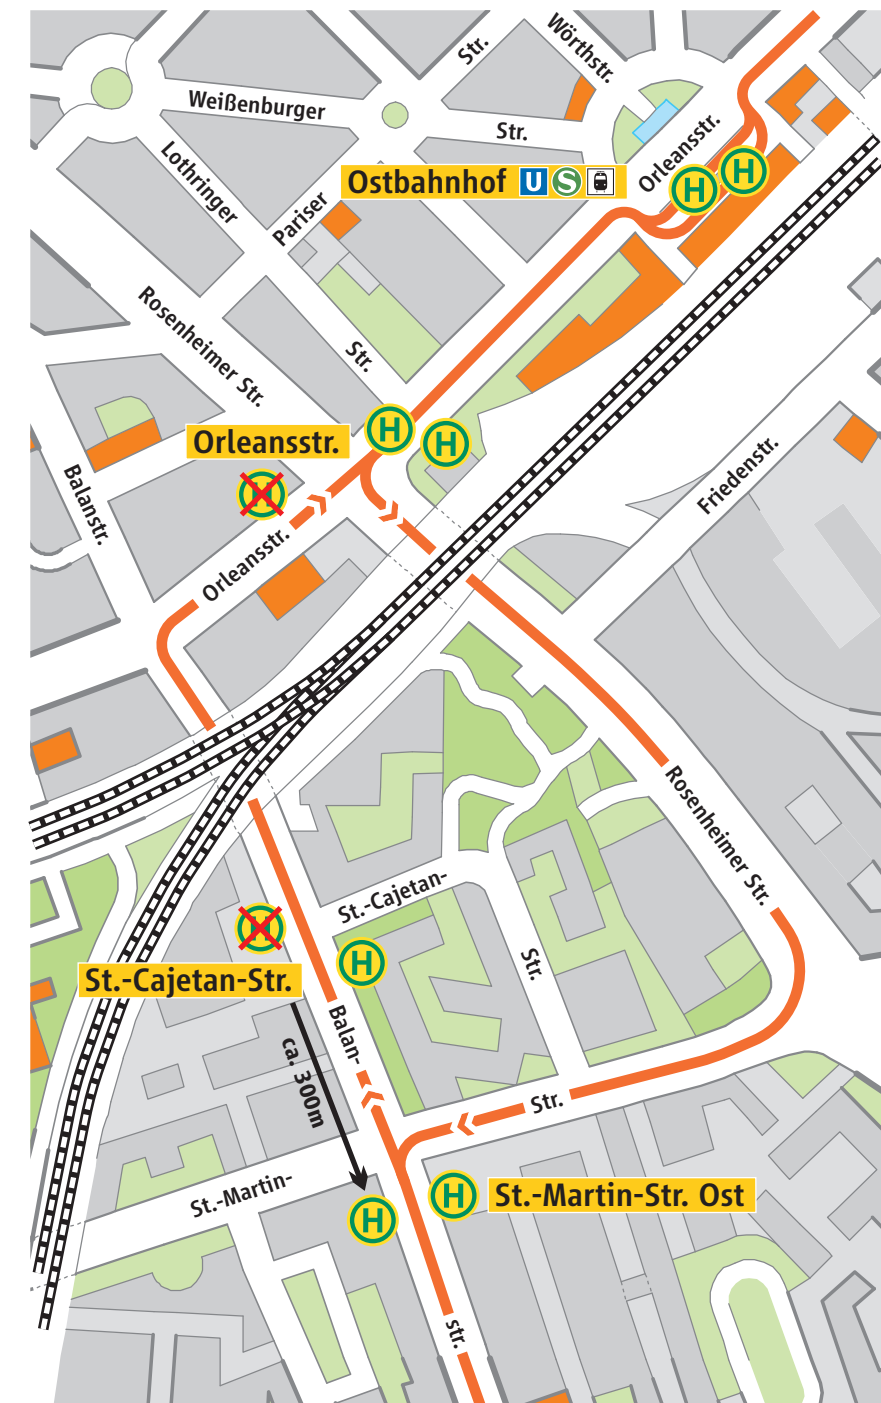 Str.
Wörthstr.
Weißenburger
Str.
Orleansstr.
Lothringer
Ostbahnhof U S
H
H
Pariser
Rosenheimer Str.
Str.
H
Orleansstr.
H
Friedenstr.
Balanstr.
H
Orleansstr.
Rosenheimer Str.
St.-Cajetan-
H
Str.
H
St.-Cajetan-Str.
Balan-
ca. 300m
Str.
St.-Martin-
H
St.-Martin-Str. Ost
H
str.